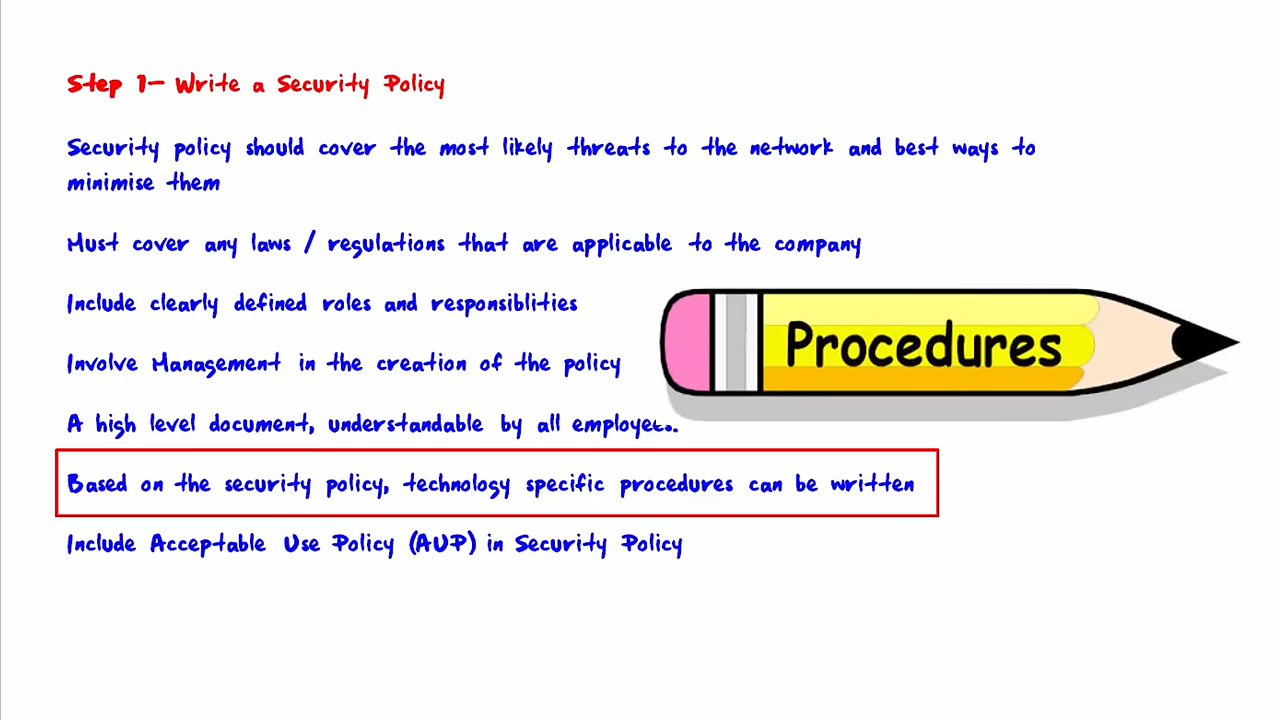 Step 1- Write a Security Policy
Security policy should cover the most likely threats to the network and best ways to
minimise them
Must cover any laws / regulations that are applicable to the company
Include clearly defined roles and responsiblities
Procedures
Involve Management in the creation of the policy
A high level document, understandable by all
Based on the security policy, technology specific procedures can be written
Include Acceptable Use Policy (AUP) in Security Policy